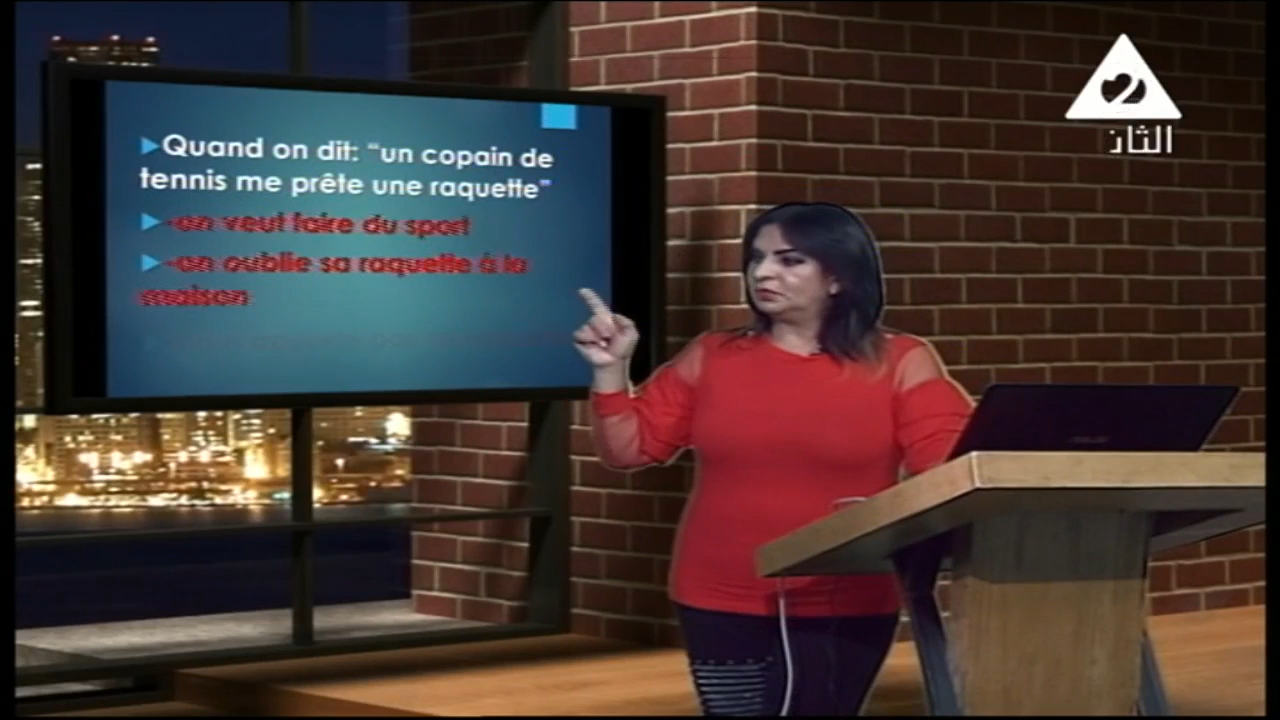 Quand on dit: “un copain de
tennis me prête une raquette”
-on veut faire du sport
-on oublie sa raquette à la
maison
2
الثان